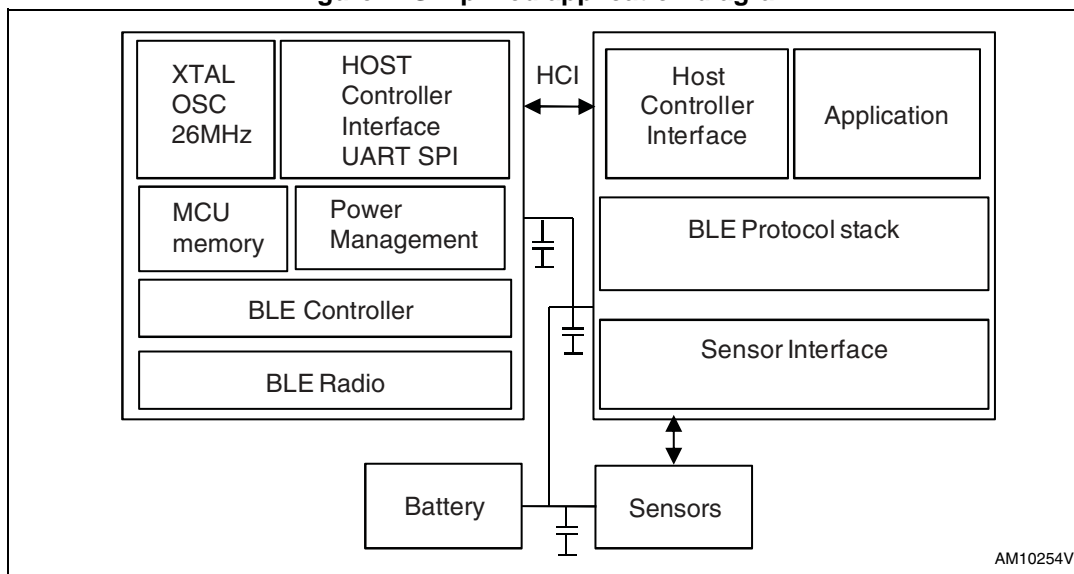 XTAL
OSC
26MHz
HOST
Controller
Interface
UART SPI
HCI
Host
Controller
Interface
Application
MCU
memory
Power
Management
BLE Protocol stack
BLE Controller
Sensor Interface
BLE Radio
Battery
Sensors
AM10254V